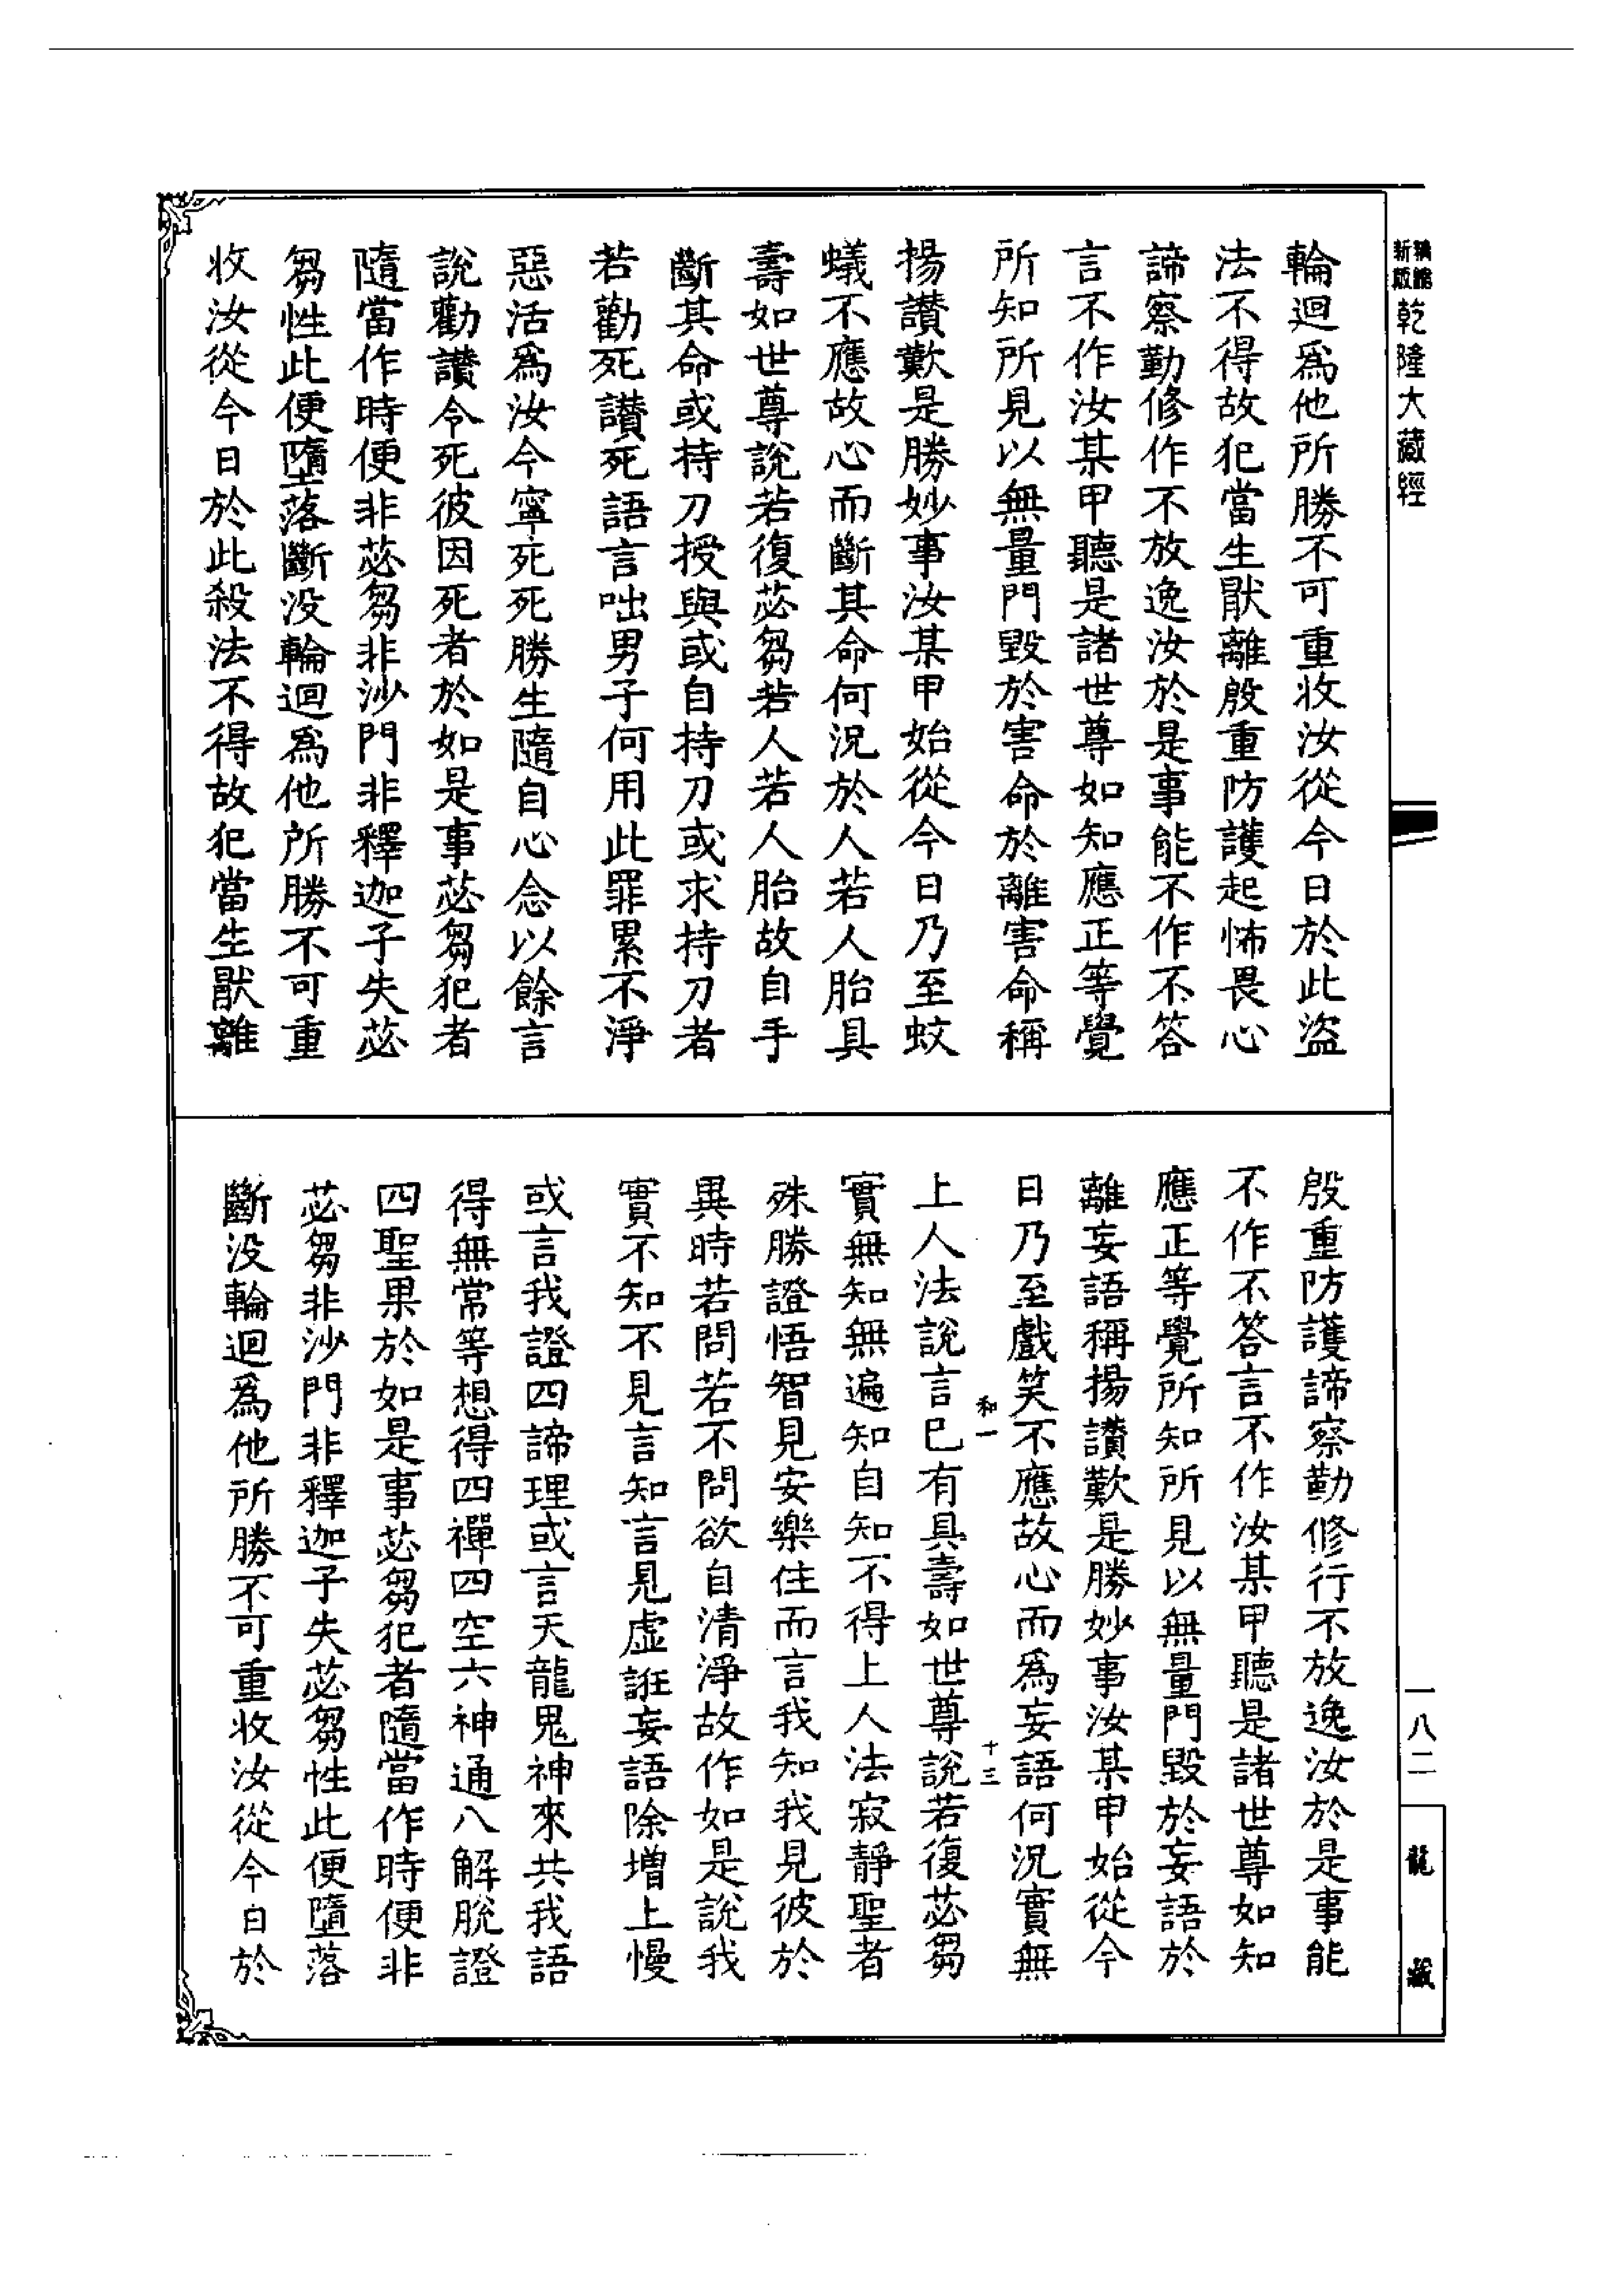 新版
乾隆大藏經
輪迴爲他所勝不可重收汝從今日於此盜
法不得故犯當生猒離殷重防護起怖畏心
諦察勤修作不放逸汝於是事能不作不答
言不作汝某甲聽是諸世尊如知應正等覺
所知所見以無量門毀於害命於離害命稱
揚讚歎是勝妙事汝某甲始從今日乃至蚊
蟻不應故心而斷其命何況於人若人胎具
壽如世尊說若復苾芻若人若人胎故自手
斷其命或持刀授與或自持刀或求持刀者
若勸死讚死語言咄男子何用此罪累不淨
惡活爲汝今寧死死勝生隨自心念以餘言
說勸讚令死彼因死者於如是事苾芻犯者
隨當作時便非苾芻非沙門非釋迦子失苾
芻性此便墮落斷没輪迴爲他所勝不可重
收汝從今日於此殺法不得故犯當生猒離
殷重防護諦察勤修行不放逸汝於是事能
不作不答言不作汝某甲聽是諸世尊如知
應正等覺所知所見以無量門毀於妄語於
離妄語稱揚讚歎是勝妙事汝某甲始從今
日乃至戲笑不應故心而爲妄語何況實無
和一
十三
上人法說言巳有具壽如世尊說若復苾芻
實無知無遍知自知不得上人法寂靜聖者
殊勝證悟智見安樂住而言我知我見彼於
異時若問若不問欲自清淨故作如是說我
實不知不見言知言見虛誑妄語除增上慢
或言我證四諦理或言天龍鬼神來共我語
得無常等想得四禪四空六神通八解脫證
四聖果於如是事苾芻犯者隨當作時便非
苾芻非沙門非釋迦子失苾芻性此便墮落
斷没輪迴爲他所勝不可重收汝從今日於
一八二
龍藏